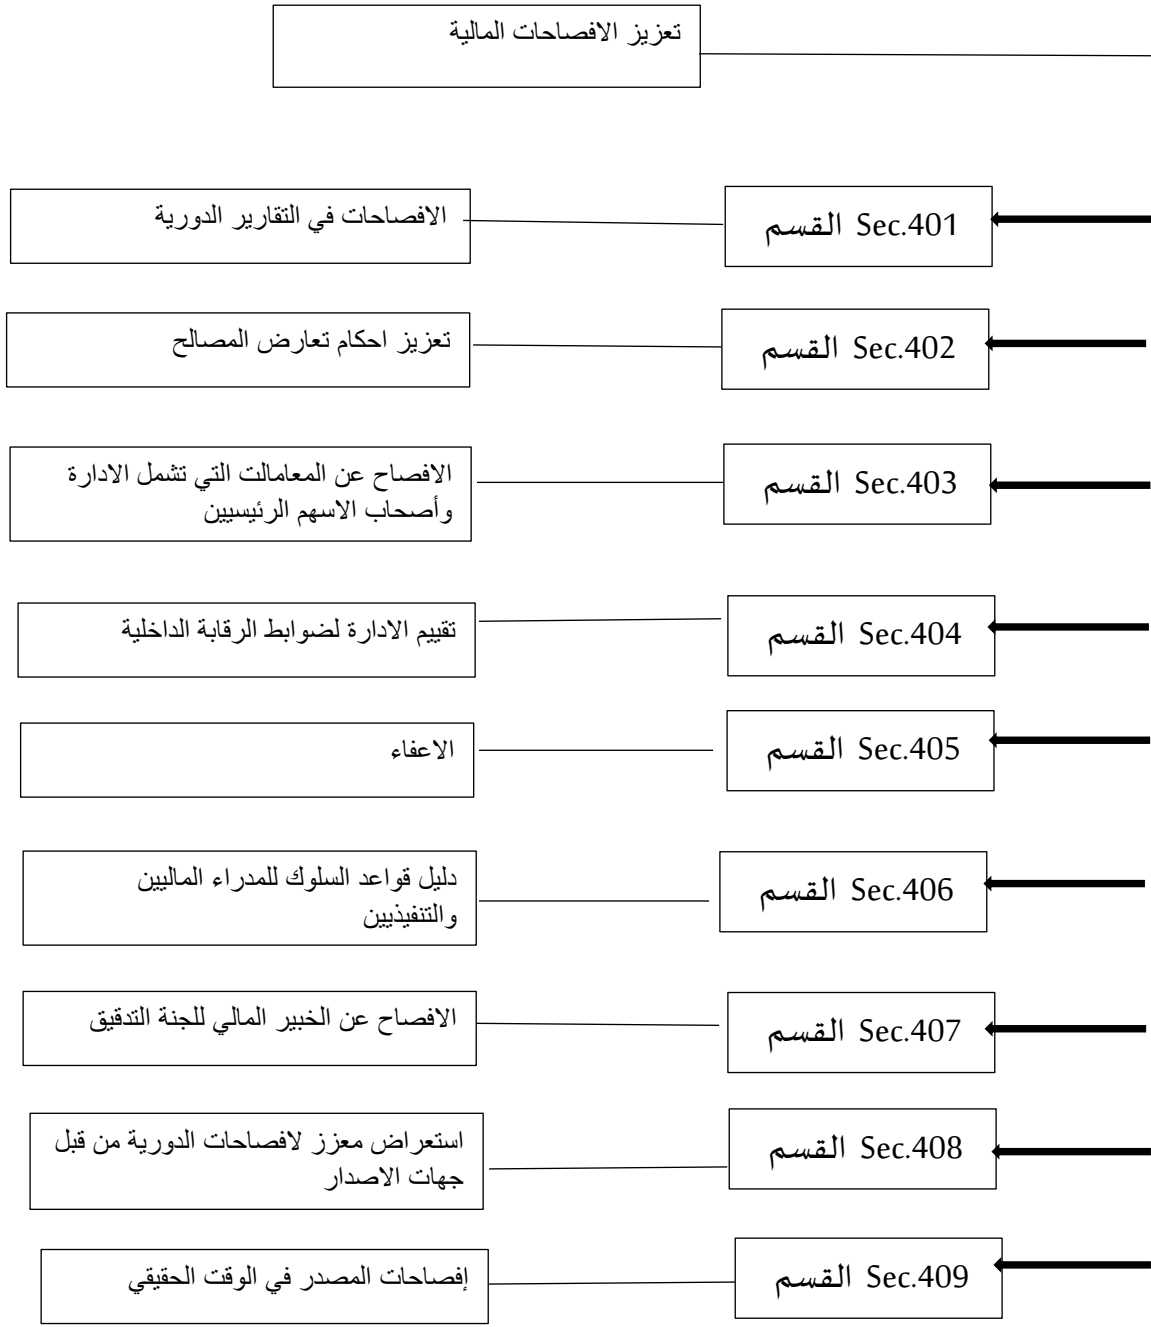 تعزيز الافصاحات المالية
القسم Sec.401
الافصاحات في التقارير الدورية
القسم Sec.402
تعزيز احكام تعارض المصالح
القسم Sec.403
الافصاح عن المعامالت التي تشمل الادارة
وأصحاب الاسهم الرئيسيين
القسم Sec.404
تقييم الادارة لضوابط الرقابة الداخلية
القسم Sec.405
الاعفاء
القسم Sec.406
دليل قواعد السلوك للمدراء الماليين
والتنفيذيين
القسم Sec.407
الافصاح عن الخبير المالي للجنة التدقيق
القسم Sec.408
استعراض معزز لافصاحات الدورية من قبل
جهات الاصدار
القسم Sec.409
إفصاحات المصدر في الوقت الحقيقي